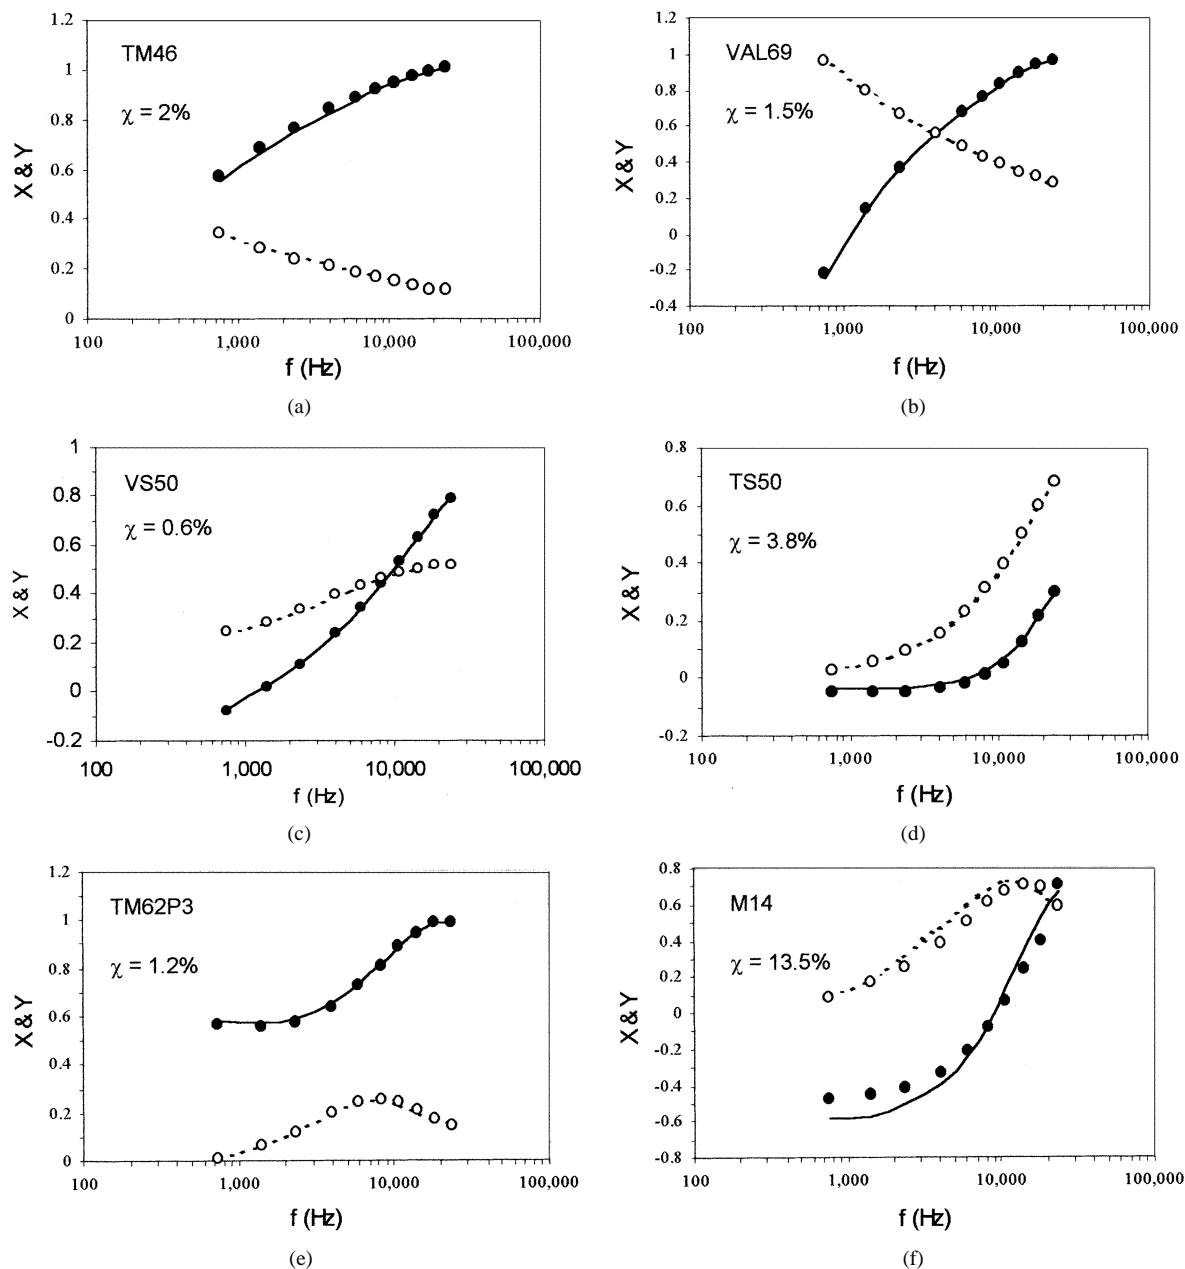 1.2
TM46
1
χ = 2%
0.8
X & Y
0.6
0.4
0.2
0
100 1,000 10,000 100,000
f (Hz)
(a)
1.2
VAL69
1
χ = 1.5%
0.8
0.6
X & Y
0.4
0.2
0
-0.2
-0.4
100 1,000 10,000 100,000
f (Hz)
(b)
1
VS50
0.8
χ = 0.6%
0.6
X & Y
0.4
0.2
0
-0.2
100 1,000 10,000 100,000
f (Hz)
(c)
0.8
TS50
0.6
χ = 3.8%
0.4
X & Y
0.2
0
-0.2
100 1,000 10,000 100,000
f (Hz)
(d)
1.2
TM62P3
1
χ = 1.2%
0.8
X & Y
0.6
0.4
0.2
0
100 1,000 10,000 100,000
f (Hz)
(e)
0.8
M14
0.6
χ = 13.5%
0.4
0.2
X & Y
0
-0.2
-0.4
-0.6
-0.8
100 1,000 10,000 100,000
f (Hz)
(f)